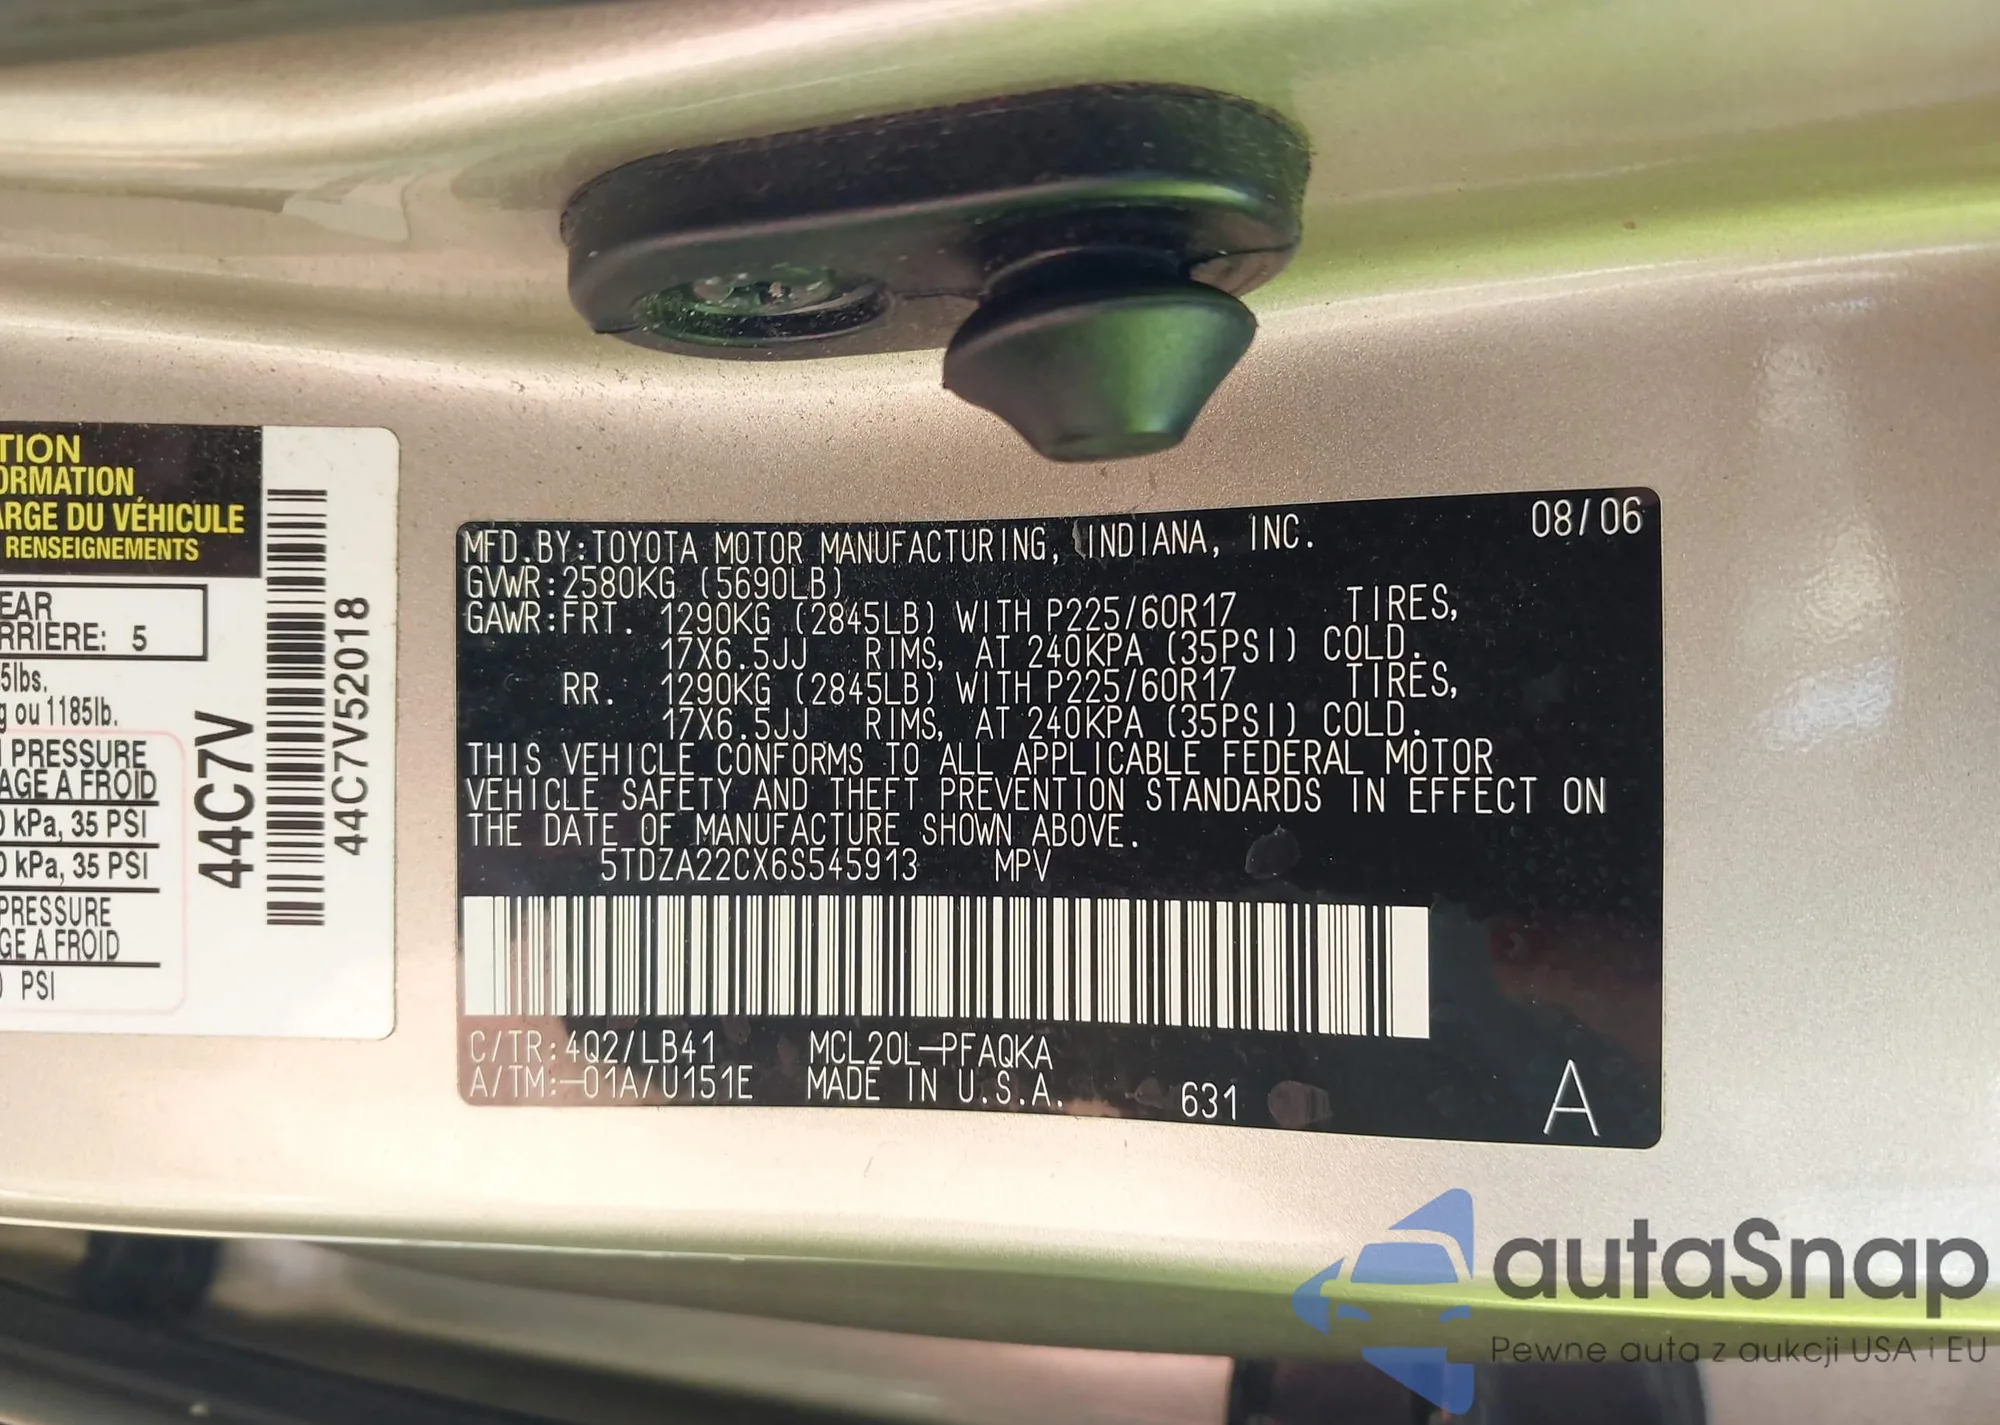 TION
ORMATION
ARGE DU VÉHICULE
RENSEIGNEMENTS
EAR
RRIÈRE: 5
5lbs.
g ou 1185lb.
PRESSURE
AGE A FROID
0 kPa, 35 PSI
0 kPa, 35 PSI
PRESSURE
GE A FROID
PSI
44C7V
44C7V52018
08/06
MFD.BY:TOYOTA MOTOR MANUFACTURING, INDIANA, INC.
GVWR:2580KG (5690LB)
GAWR:FRT. 1290KG (2845LB) WITH P225/60R17 TIRES,
17X6.5JJ RIMS, AT 240KPA (35PSI) COLD.
RR. 1290KG (2845LB) WITH P225/60R17 TIRES,
17X6.5JJ RIMS, AT 240KPA (35PSI) COLD.
THIS VEHICLE CONFORMS TO ALL APPLICABLE FEDERAL MOTOR
VEHICLE SAFETY AND THEFT PREVENTION STANDARDS IN EFFECT ON
THE DATE OF MANUFACTURE SHOWN ABOVE.
5TDZA22CX6S545913 MPV
C/TR:4Q2/LB41 MCL20L-PFAQKA
A/TM:-01A/U151E MADE IN U.S.A. 631 A
autaSnap
Pewne auta z aukcji USA i EU